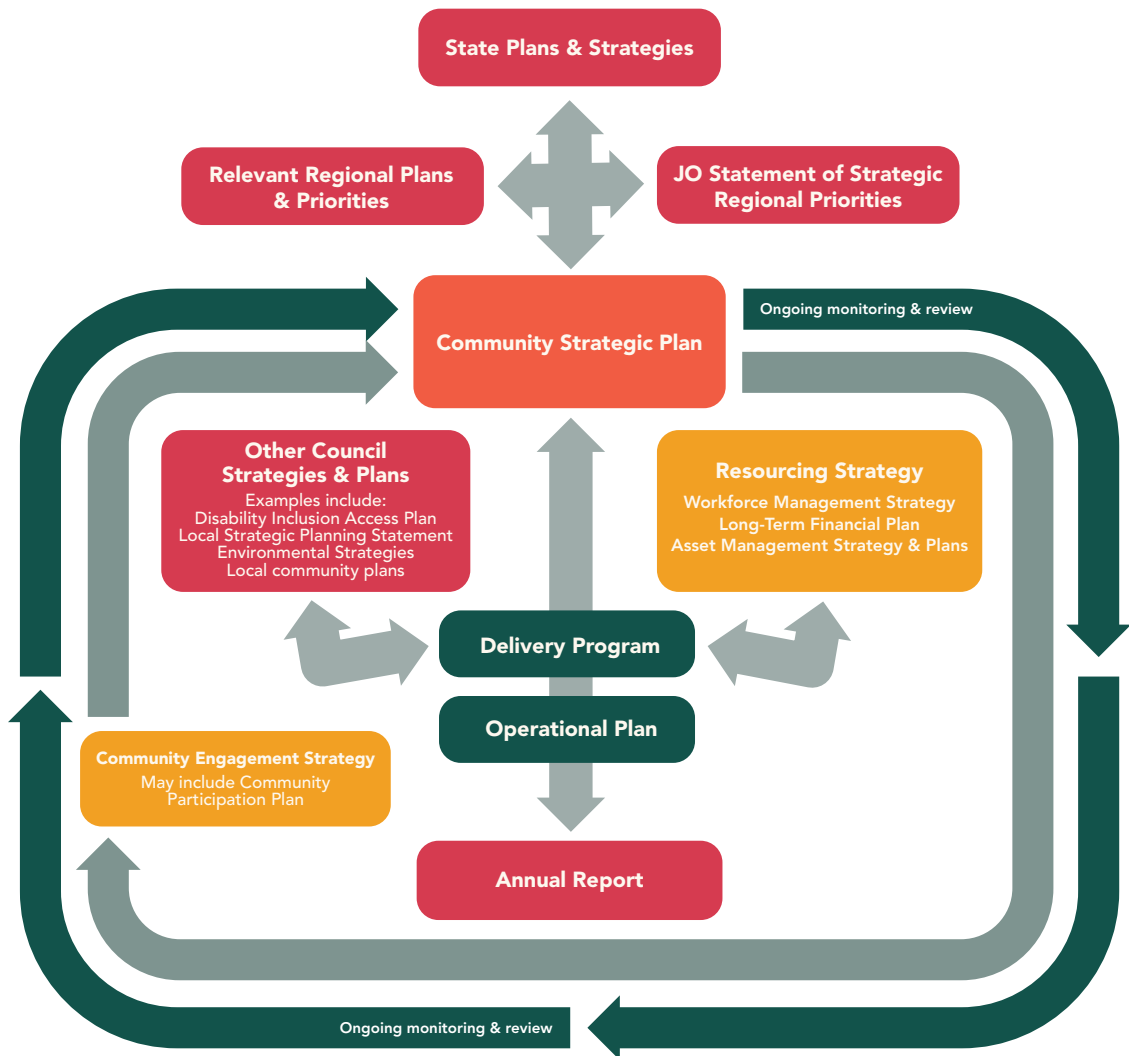 State Plans & Strategies
Relevant Regional Plans
& Priorities
JO Statement of Strategic
Regional Priorities
Community Strategic Plan
Ongoing monitoring & review
Other Council
Strategies & Plans
Examples include:
Disability Inclusion Access Plan
Local Strategic Planning Statement
Environmental Strategies
Local community plans
Resourcing Strategy
Workforce Management Strategy
Long-Term Financial Plan
Asset Management Strategy & Plans
Delivery Program
Operational Plan
Community Engagement Strategy
May include Community
Participation Plan
Annual Report
Ongoing monitoring & review